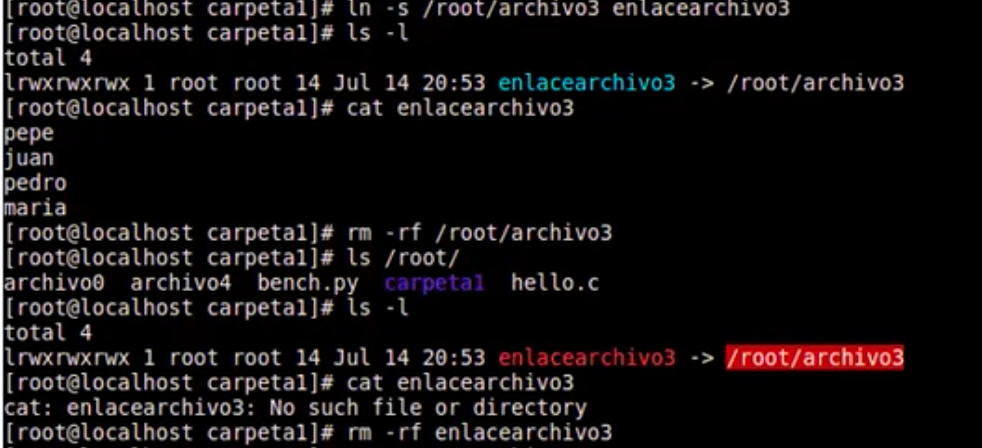 [root@localhost carpeta1]# ln -s /root/archivo3 enlacearchivo3
[root@localhost carpeta1]# ls -l
total 4
lrwxrwxrwx 1 root root 14 Jul 14 20:53 enlacearchivo3 -> /root/archivo3
[root@localhost carpeta1]# cat enlacearchivo3
pepe
juan
pedro
maria
[root@localhost carpeta1]# rm -rf /root/archivo3
[root@localhost carpeta1]# ls /root/
archivo0 archivo4 bench.py carpeta1 hello.c
[root@localhost carpeta1]# ls -l
total 4
lrwxrwxrwx 1 root root 14 Jul 14 20:53 enlacearchivo3 -> /root/archivo3
[root@localhost carpeta1]# cat enlacearchivo3
cat: enlacearchivo3: No such file or directory
[root@localhost carpeta1]# rm -rf enlacearchivo3